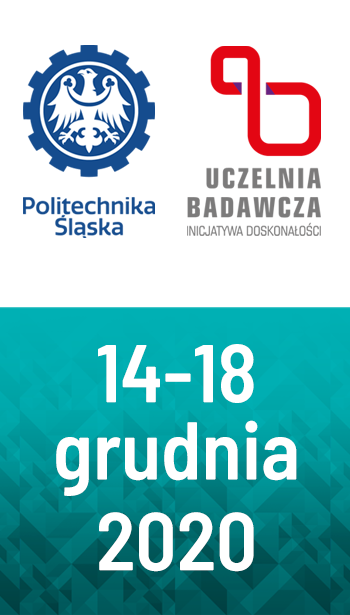 Politechnika
Śląska
UCZELNIA
BADAWCZA
INICJATYWA DOSKONAŁOŚCI
14-18
grudnia
2020